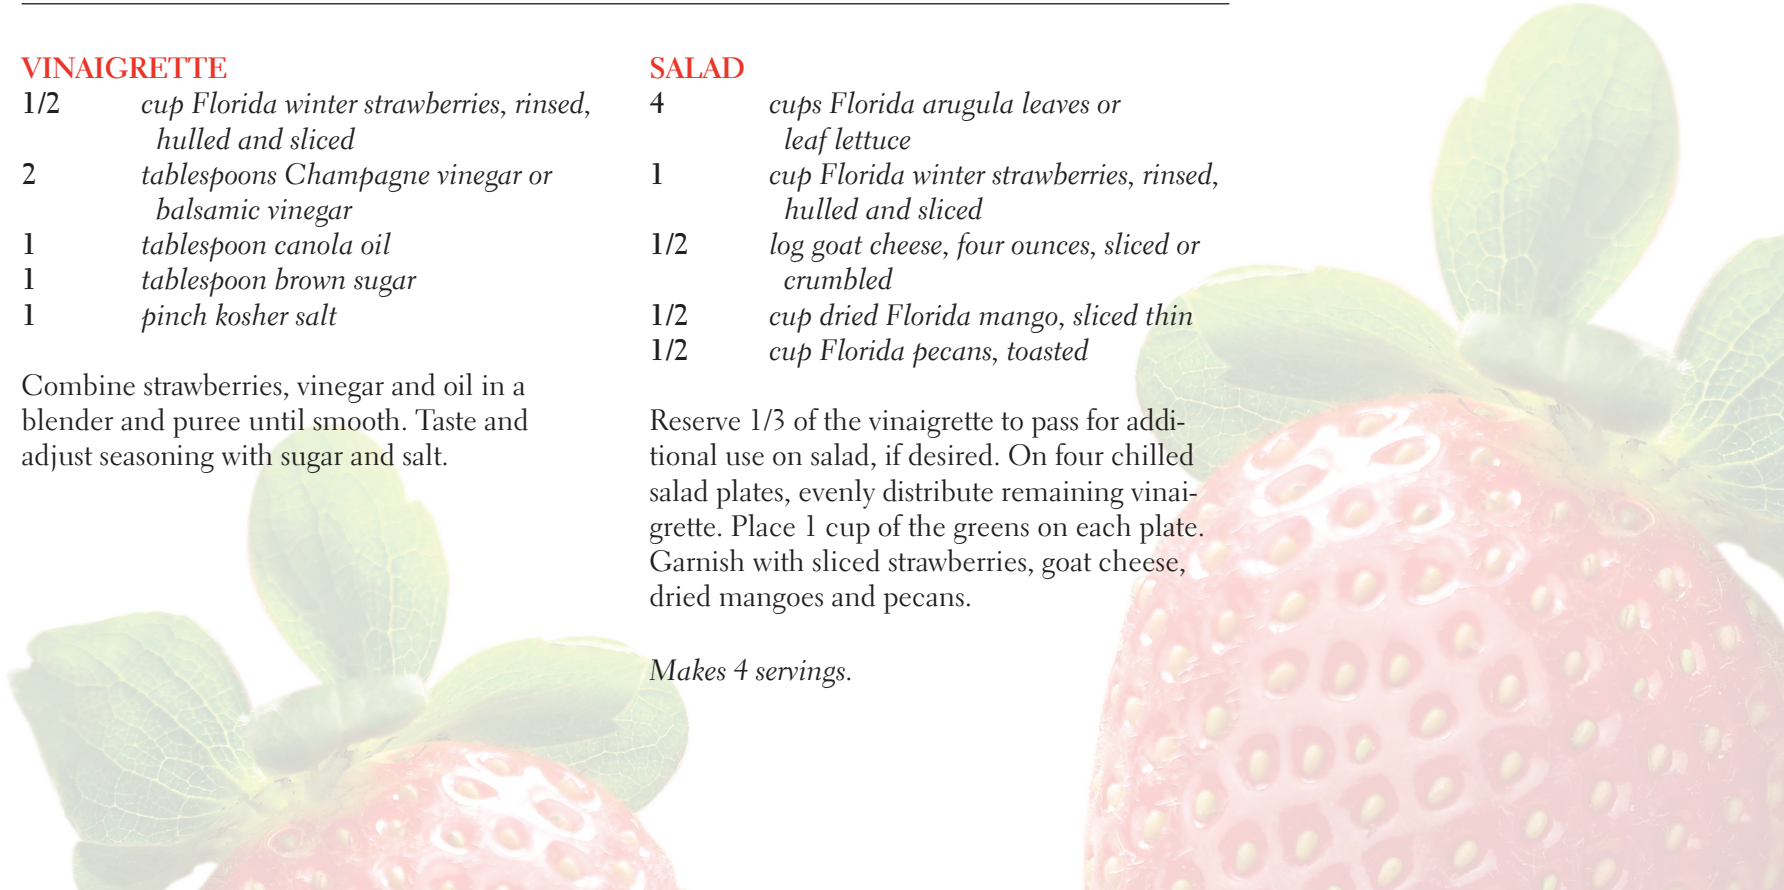 VINAIGRETTE
1/2 cup Florida winter strawberries, rinsed,
hulled and sliced
2 tablespoons Champagne vinegar or
balsamic vinegar
1 tablespoon canola oil
1 tablespoon brown sugar
1 pinch kosher salt
Combine strawberries, vinegar and oil in a
blender and puree until smooth. Taste and
adjust seasoning with sugar and salt.
SALAD
4 cups Florida arugula leaves or
leaf lettuce
1 cup Florida winter strawberries, rinsed,
hulled and sliced
1/2 log goat cheese, four ounces, sliced or
crumbled
1/2 cup dried Florida mango, sliced thin
1/2 cup Florida pecans, toasted
Reserve 1/3 of the vinaigrette to pass for addi-
tional use on salad, if desired. On four chilled
salad plates, evenly distribute remaining vinai-
grette. Place 1 cup of the greens on each plate.
Garnish with sliced strawberries, goat cheese,
dried mangoes and pecans.
Makes 4 servings.